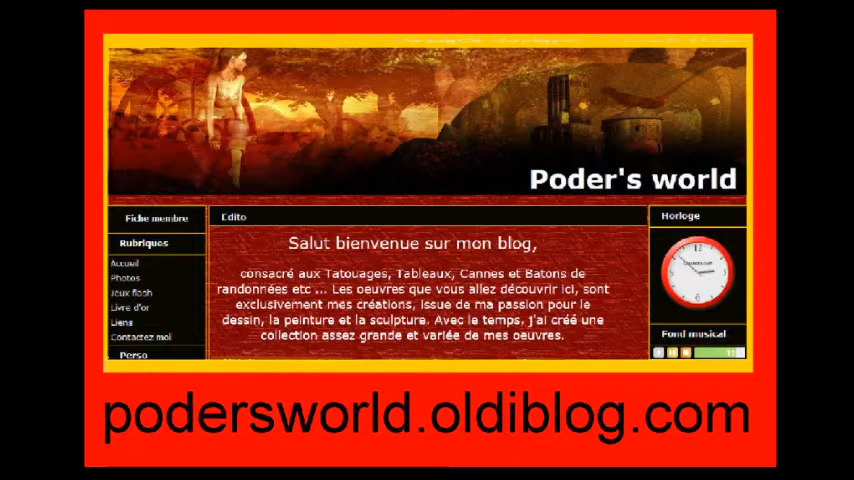 Poder's world
Fiche membre
Rubriques
Accueil
Photos
Jeux flash
Livre d'or
Liens
Contactez moi
Perso
Edito
Salut bienvenue sur mon blog,
consacré aux Tatouages, Tableaux, Cannes et Batons de
randonnées etc ... Les oeuvres que vous allez découvrir ici, sont
exclusivement mes créations, issue de ma passion pour le
dessin, la peinture et la sculpture. Avec le temps, j'ai créé une
collection assez grande et variée de mes oeuvres.
Horloge
12
Fond musical
podersworld.oldiblog.com